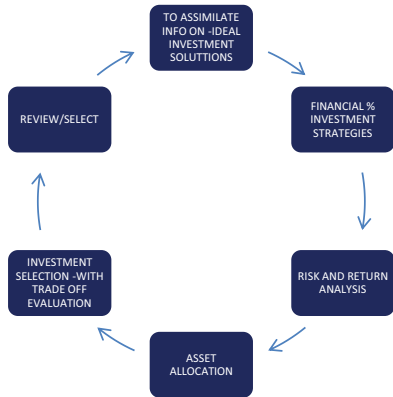 TO ASSIMILATE
INFO ON -IDEAL
INVESTMENT
SOLUTTIONS
FINANCIAL %
INVESTMENT
STRATEGIES
RISK AND RETURN
ANALYSIS
ASSET
ALLOCATION
INVESTMENT
SELECTION -WITH
TRADE OFF
EVALUATION
REVIEW/SELECT